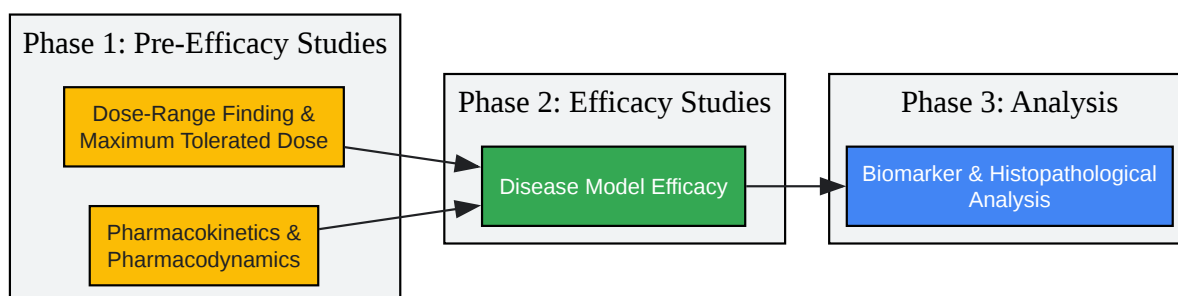 Phase 1: Pre-Efficacy Studies
Dose-Range Finding &
Maximum Tolerated Dose
Pharmacokinetics &
Pharmacodynamics
Phase 2: Efficacy Studies
Disease Model Efficacy
Phase 3: Analysis
Biomarker & Histopathological
Analysis